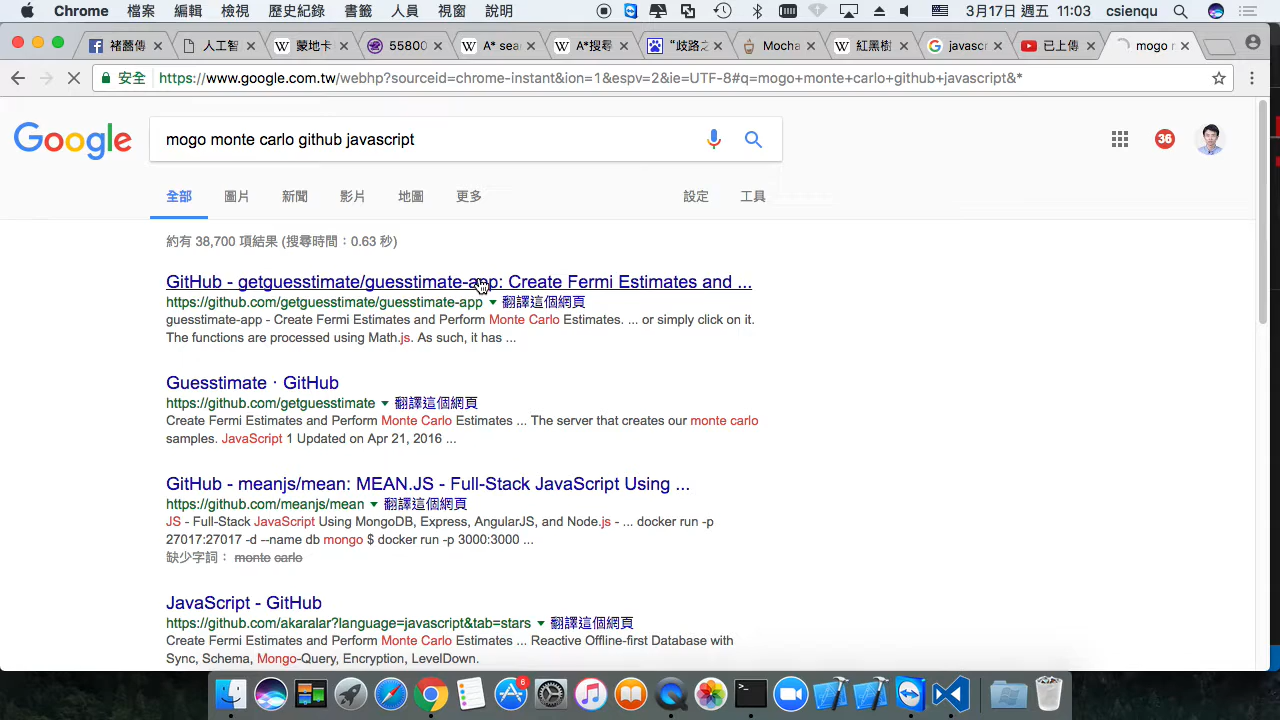 Chrome 檔案 編輯 檢視 歷史紀錄 書籤 人員 視窗 說明 3月17日 週五 11:03 csienqu
褚蕭傳 人工智 蒙地卡 55800 A* sea A*搜尋 "歧路之 Mocha 紅黑樹 javascr 已上傳 mogo m
安全 https://www.google.com.tw/webhp?sourceid=chrome-instant&ion=1&espv=2&ie=UTF-8#q=mogo+monte+carlo+github+javascript&*
Google mogo monte carlo github javascript 36
全部 圖片 新聞 影片 地圖 更多 設定 工具
約有 38,700 項結果 (搜尋時間：0.63 秒)
GitHub - getguesstimate/guesstimate-app: Create Fermi Estimates and ...
https://github.com/getguesstimate/guesstimate-app 翻譯這個網頁
guesstimate-app - Create Fermi Estimates and Perform Monte Carlo Estimates. ... or simply click on it.
The functions are processed using Math.js. As such, it has ...
Guesstimate · GitHub
https://github.com/getguesstimate 翻譯這個網頁
Create Fermi Estimates and Perform Monte Carlo Estimates ... The server that creates our monte carlo
samples. JavaScript 1 Updated on Apr 21, 2016 ...
GitHub - meanjs/mean: MEAN.JS - Full-Stack JavaScript Using ...
https://github.com/meanjs/mean 翻譯這個網頁
JS - Full-Stack JavaScript Using MongoDB, Express, AngularJS, and Node.js - ... docker run -p
27017:27017 -d --name db mongo $ docker run -p 3000:3000 ...
缺少字詞： monte carlo
JavaScript - GitHub
https://github.com/akaralar?language=javascript&tab=stars 翻譯這個網頁
Create Fermi Estimates and Perform Monte Carlo Estimates ... Reactive Offline-first Database with
Sync, Schema, Mongo-Query, Encryption, LevelDown.
6